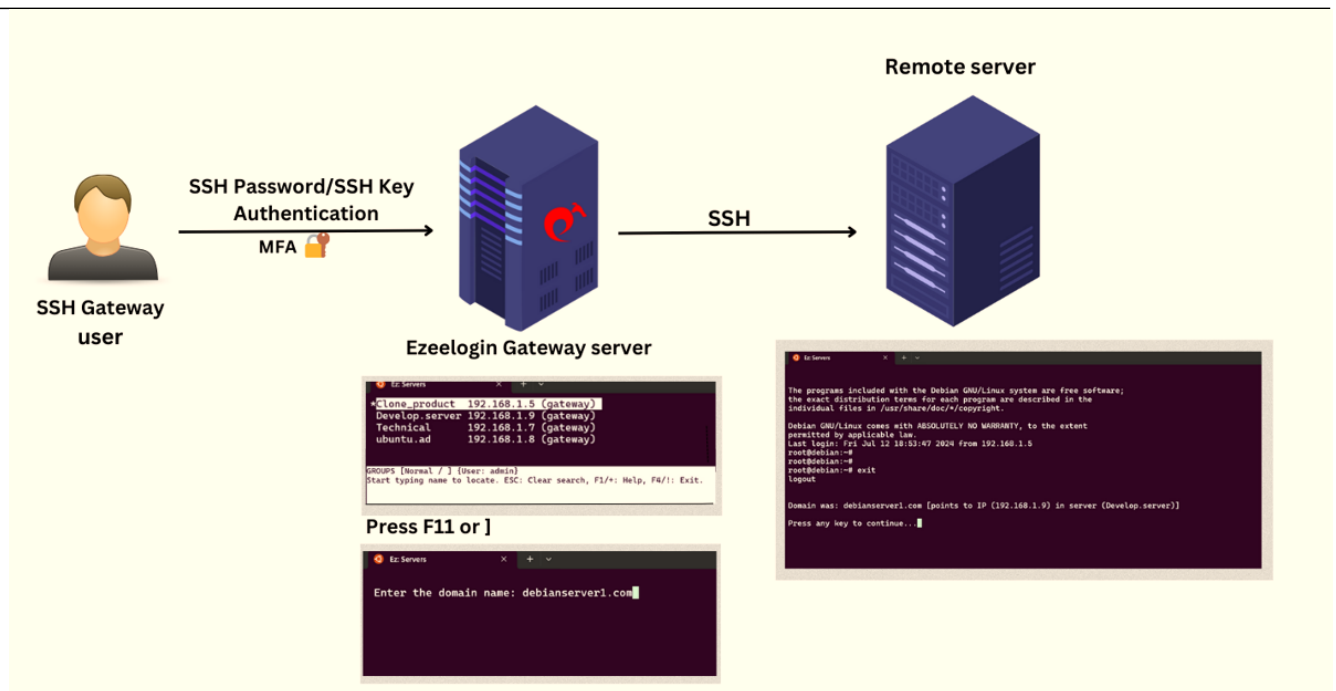 Remote server
SSH Password/SSH Key
Authentication
MFA
SSH
SSH Gateway
user
Ezeelogin Gateway server
Ez: Servers
*Clone_product 192.168.1.5 (gateway)
Develop.server 192.168.1.9 (gateway)
Technical 192.168.1.7 (gateway)
ubuntu.ad 192.168.1.8 (gateway)
GROUPS [Normal / ] {User: admin}
Start typing name to locate. ESC: Clear search, F1/+: Help, F4/!: Exit.
Press F11 or ]
Ez: Servers
Enter the domain name: debianserver1.com
Ez: Servers
The programs included with the Debian GNU/Linux system are free software;
the exact distribution terms for each program are described in the
individual files in /usr/share/doc/*/copyright.
Debian GNU/Linux comes with ABSOLUTELY NO WARRANTY, to the extent
permitted by applicable law.
Last login: Fri Jul 12 18:53:47 2024 from 192.168.1.5
root@debian:~#
root@debian:~#
root@debian:~# exit
logout
Domain was: debianserver1.com [points to IP (192.168.1.9) in server (Develop.server)]
Press any key to continue...